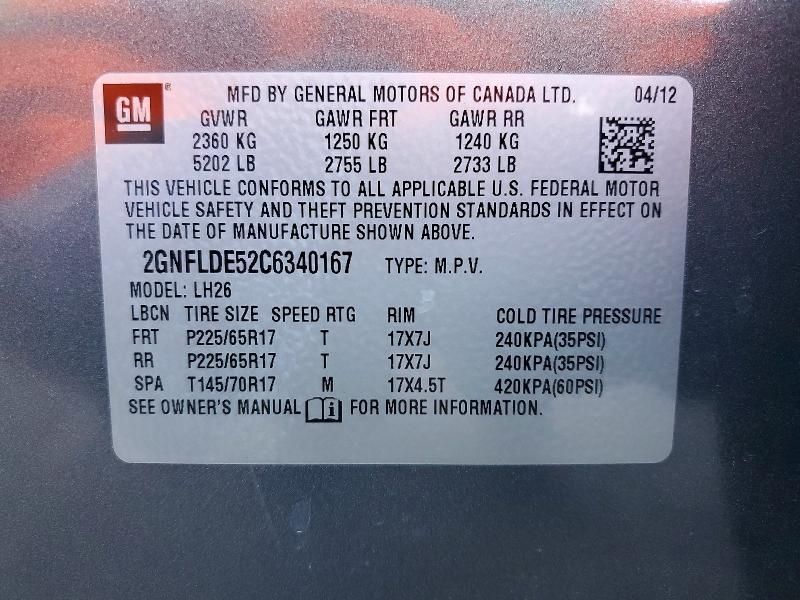 GM ® MFD BY GENERAL MOTORS OF CANADA LTD. 04/12
GVWR GAWR FRT GAWR RR
2360 KG 1250 KG 1240 KG
5202 LB 2755 LB 2733 LB
THIS VEHICLE CONFORMS TO ALL APPLICABLE U.S. FEDERAL MOTOR
VEHICLE SAFETY AND THEFT PREVENTION STANDARDS IN EFFECT ON
THE DATE OF MANUFACTURE SHOWN ABOVE.
2GNFLDE52C6340167 TYPE: M.P.V.
MODEL: LH26
LBCN TIRE SIZE SPEED RTG RIM COLD TIRE PRESSURE
FRT P225/65R17 T 17X7J 240KPA(35PSI)
RR P225/65R17 T 17X7J 240KPA(35PSI)
SPA T145/70R17 M 17X4.5T 420KPA(60PSI)
SEE OWNER'S MANUAL i FOR MORE INFORMATION.